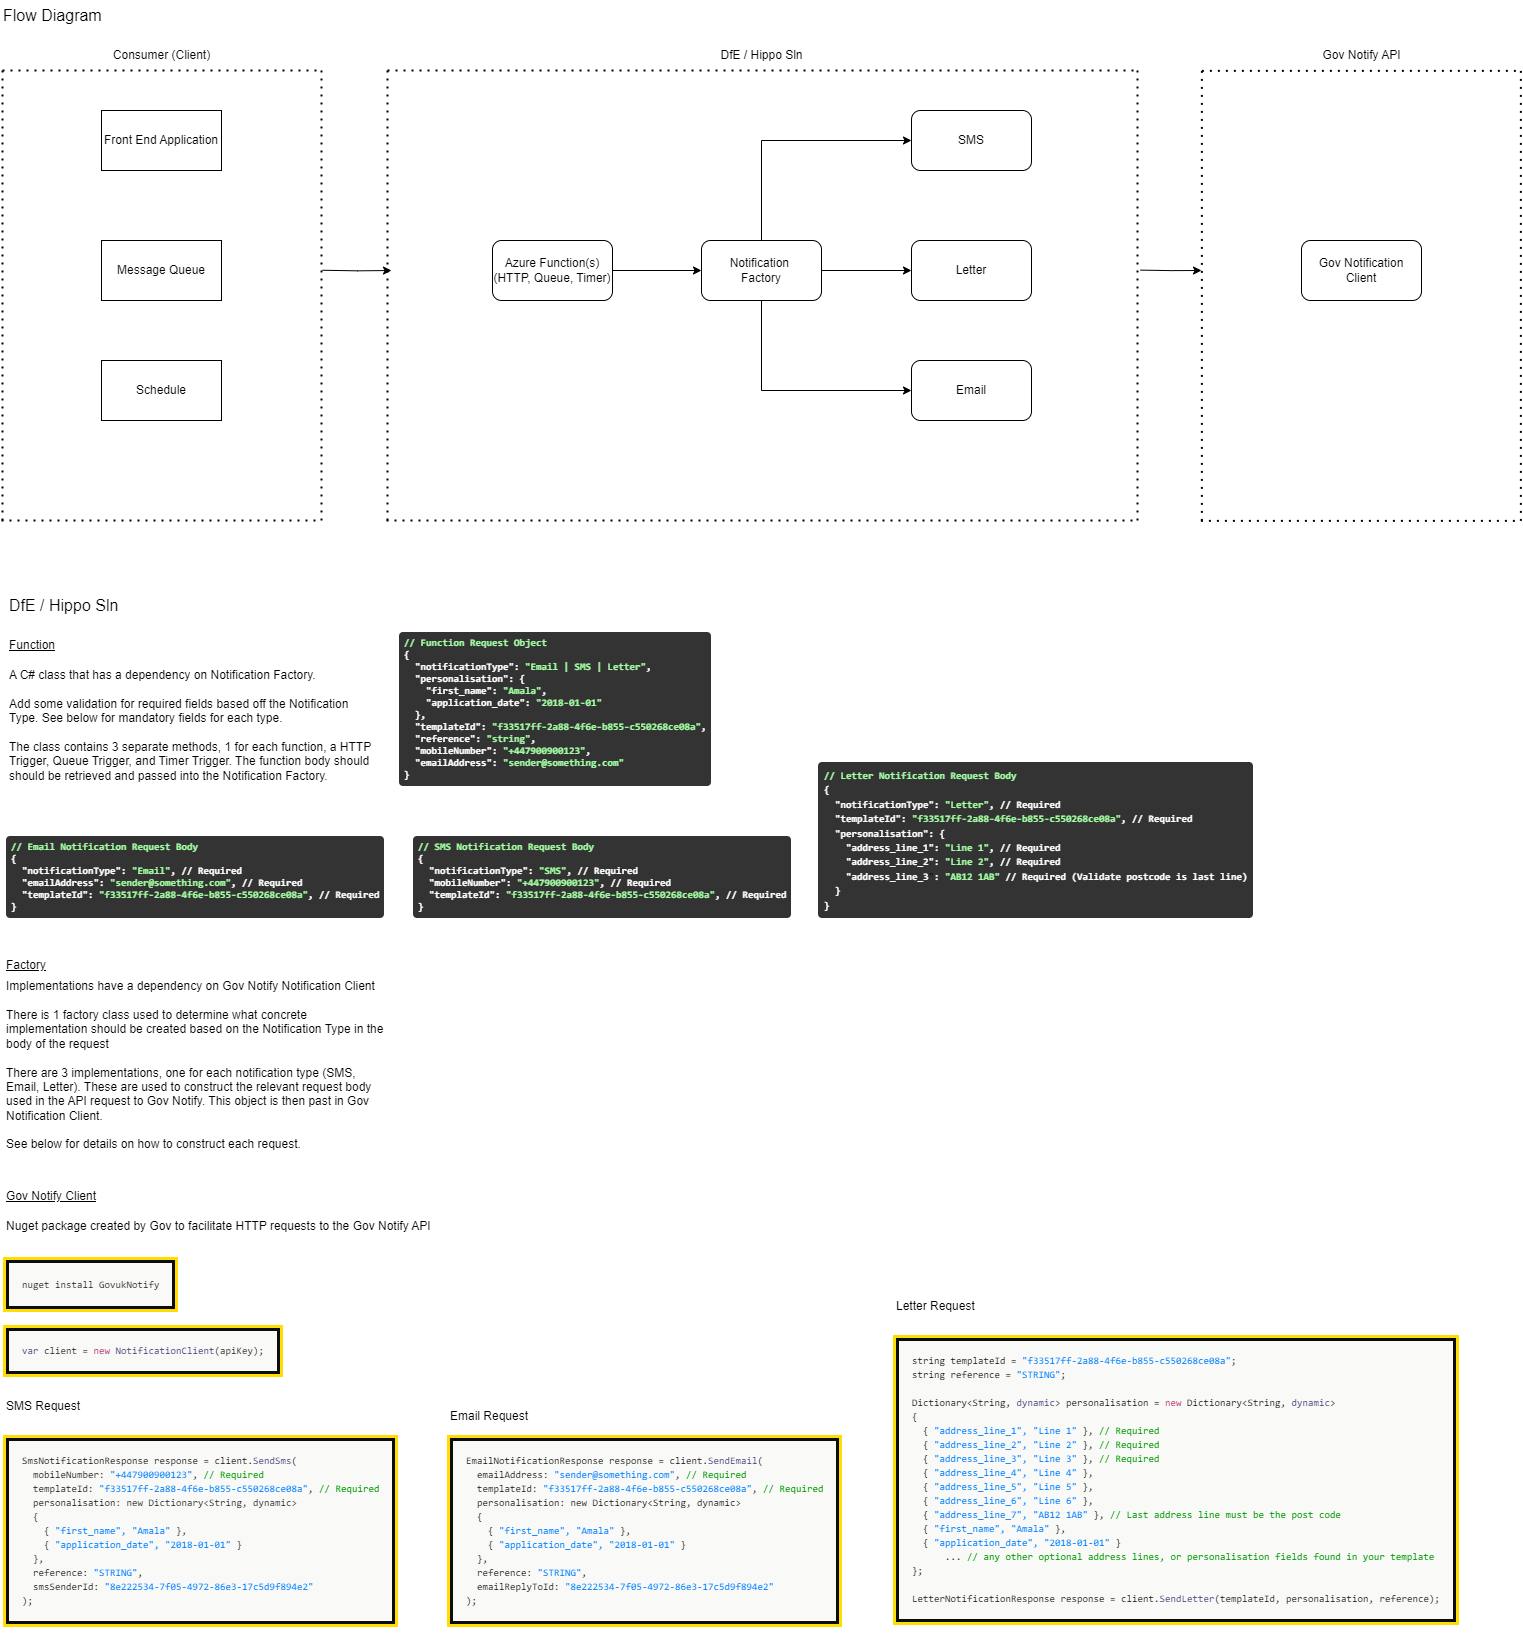 Flow Diagram
Consumer (Client)
DfE / Hippo Sln
Gov Notify API
Front End Application
SMS
Message Queue
Azure Function(s)
(HTTP, Queue, Timer)
Notification
Factory
Letter
Gov Notification
Client
Schedule
Email
DfE / Hippo Sln
Function
A C# class that has a dependency on Notification Factory.
Add some validation for required fields based off the Notification
Type. See below for mandatory fields for each type.
The class contains 3 separate methods, 1 for each function, a HTTP
Trigger, Queue Trigger, and Timer Trigger. The function body should
should be retrieved and passed into the Notification Factory.
// Function Request Object
{
"notificationType": "Email | SMS | Letter",
"personalisation": {
"first_name": "Amala",
"application_date": "2018-01-01"
},
"templateId": "f33517ff-2a88-4f6e-b855-c550268ce08a",
"reference": "string",
"mobileNumber": "+447900900123",
"emailAddress": "sender@something.com"
}
// Email Notification Request Body
{
"notificationType": "Email", // Required
"emailAddress": "sender@something.com", // Required
"templateId": "f33517ff-2a88-4f6e-b855-c550268ce08a", // Required
}
// SMS Notification Request Body
{
"notificationType": "SMS", // Required
"mobileNumber": "+447900900123", // Required
"templateId": "f33517ff-2a88-4f6e-b855-c550268ce08a", // Required
}
// Letter Notification Request Body
{
"notificationType": "Letter", // Required
"templateId": "f33517ff-2a88-4f6e-b855-c550268ce08a", // Required
"personalisation": {
"address_line_1": "Line 1", // Required
"address_line_2": "Line 2", // Required
"address_line_3 : "AB12 1AB" // Required (Validate postcode is last line)
}
}
Factory
Implementations have a dependency on Gov Notify Notification Client
There is 1 factory class used to determine what concrete
implementation should be created based on the Notification Type in the
body of the request
There are 3 implementations, one for each notification type (SMS,
Email, Letter). These are used to construct the relevant request body
used in the API request to Gov Notify. This object is then past in Gov
Notification Client.
See below for details on how to construct each request.
Gov Notify Client
Nuget package created by Gov to facilitate HTTP requests to the Gov Notify API
nuget install GovukNotify
var client = new NotificationClient(apiKey);
SMS Request
SmsNotificationResponse response = client.SendSms(
mobileNumber: "+447900900123", // Required
templateId: "f33517ff-2a88-4f6e-b855-c550268ce08a", // Required
personalisation: new Dictionary<String, dynamic>
{
{ "first_name", "Amala" },
{ "application_date", "2018-01-01" }
},
reference: "STRING",
smsSenderId: "8e222534-7f05-4972-86e3-17c5d9f894e2"
);
Email Request
EmailNotificationResponse response = client.SendEmail(
emailAddress: "sender@something.com", // Required
templateId: "f33517ff-2a88-4f6e-b855-c550268ce08a", // Required
personalisation: new Dictionary<String, dynamic>
{
{ "first_name", "Amala" },
{ "application_date", "2018-01-01" }
},
reference: "STRING",
emailReplyToId: "8e222534-7f05-4972-86e3-17c5d9f894e2"
);
Letter Request
string templateId = "f33517ff-2a88-4f6e-b855-c550268ce08a";
string reference = "STRING";
Dictionary<String, dynamic> personalisation = new Dictionary<String, dynamic>
{
{ "address_line_1", "Line 1" }, // Required
{ "address_line_2", "Line 2" }, // Required
{ "address_line_3", "Line 3" }, // Required
{ "address_line_4", "Line 4" },
{ "address_line_5", "Line 5" },
{ "address_line_6", "Line 6" },
{ "address_line_7", "AB12 1AB" }, // Last address line must be the post code
{ "first_name", "Amala" },
{ "application_date", "2018-01-01" }
... // any other optional address lines, or personalisation fields found in your template
};
LetterNotificationResponse response = client.SendLetter(templateId, personalisation, reference);